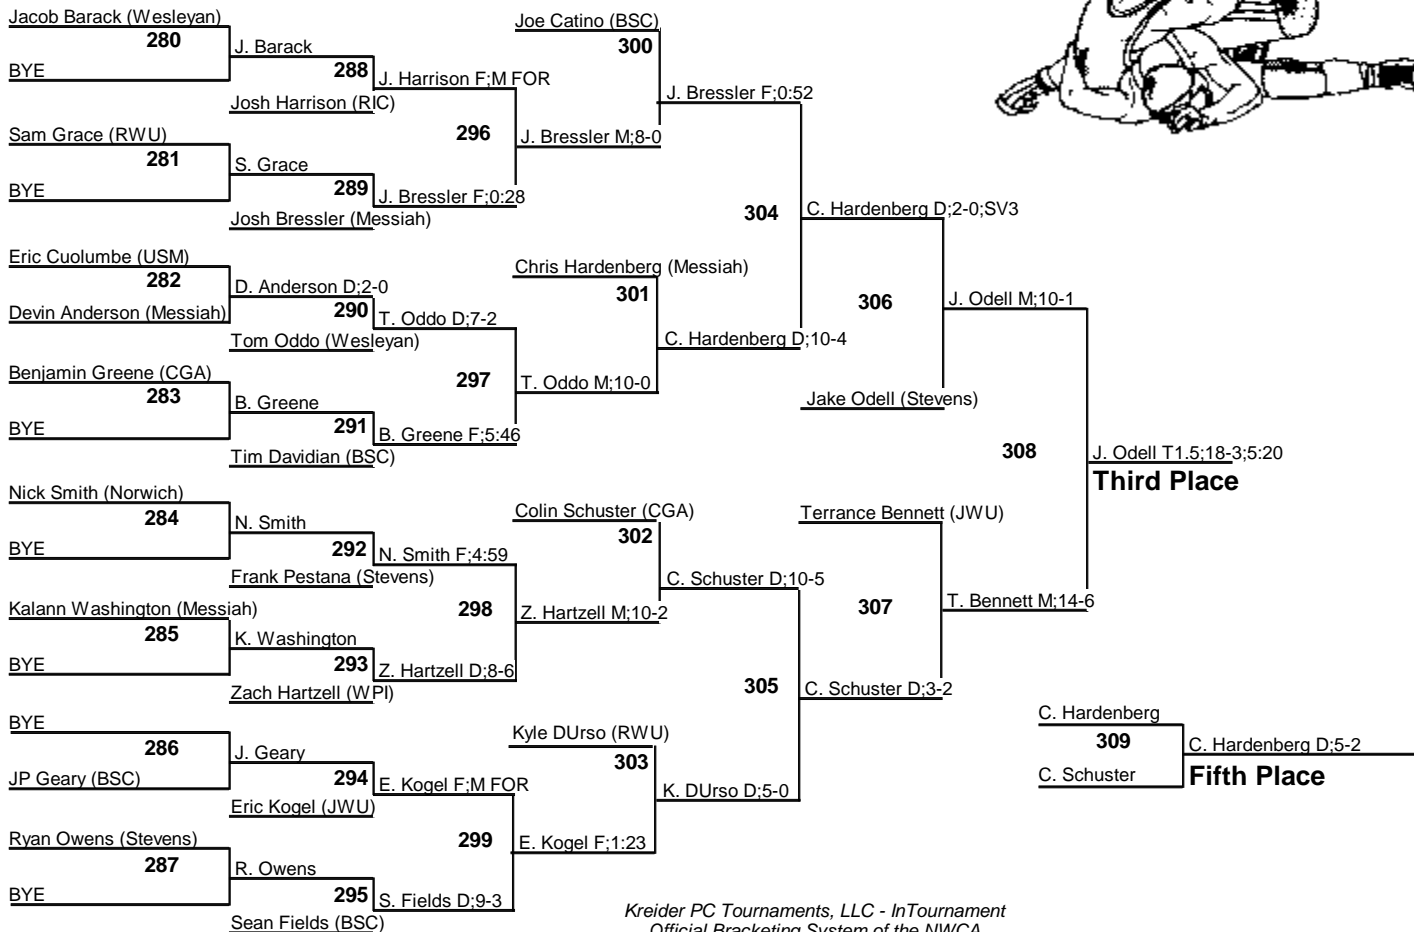 Jacob Barack (Wesleyan)
280
BYE
J. Barack
288
Josh Harrison (RIC)
J. Harrison F;M FOR
Sam Grace (RWU)
281
BYE
S. Grace
289
Josh Bressler (Messiah)
J. Bressler F;0:28
296
J. Bressler M;8-0
Joe Catino (BSC)
300
J. Bressler F;0:52
Eric Cuolumbe (USM)
282
Devin Anderson (Messiah)
D. Anderson D;2-0
290
Tom Oddo (Wesleyan)
T. Oddo D;7-2
Benjamin Greene (CGA)
283
BYE
B. Greene
291
Tim Davidian (BSC)
B. Greene F;5:46
297
T. Oddo M;10-0
Chris Hardenberg (Messiah)
301
C. Hardenberg D;10-4
304
C. Hardenberg D;2-0;SV3
306
Jake Odell (Stevens)
J. Odell M;10-1
Nick Smith (Norwich)
284
BYE
N. Smith
292
Frank Pestana (Stevens)
N. Smith F;4:59
Kalann Washington (Messiah)
285
BYE
K. Washington
293
Zach Hartzell (WPI)
Z. Hartzell D;8-6
298
Z. Hartzell M;10-2
Colin Schuster (CGA)
302
C. Schuster D;10-5
BYE
286
JP Geary (BSC)
J. Geary
294
Eric Kogel (JWU)
E. Kogel F;M FOR
Ryan Owens (Stevens)
287
BYE
R. Owens
295
Sean Fields (BSC)
S. Fields D;9-3
299
E. Kogel F;1:23
Kyle DUrso (RWU)
303
K. DUrso D;5-0
305
C. Schuster D;3-2
Terrance Bennett (JWU)
307
T. Bennett M;14-6
308
J. Odell T1.5;18-3;5:20
Third Place
C. Hardenberg
309
C. Schuster
C. Hardenberg D;5-2
Fifth Place
Kreider PC Tournaments, LLC - InTournament
Official Bracketing System of the NWCA